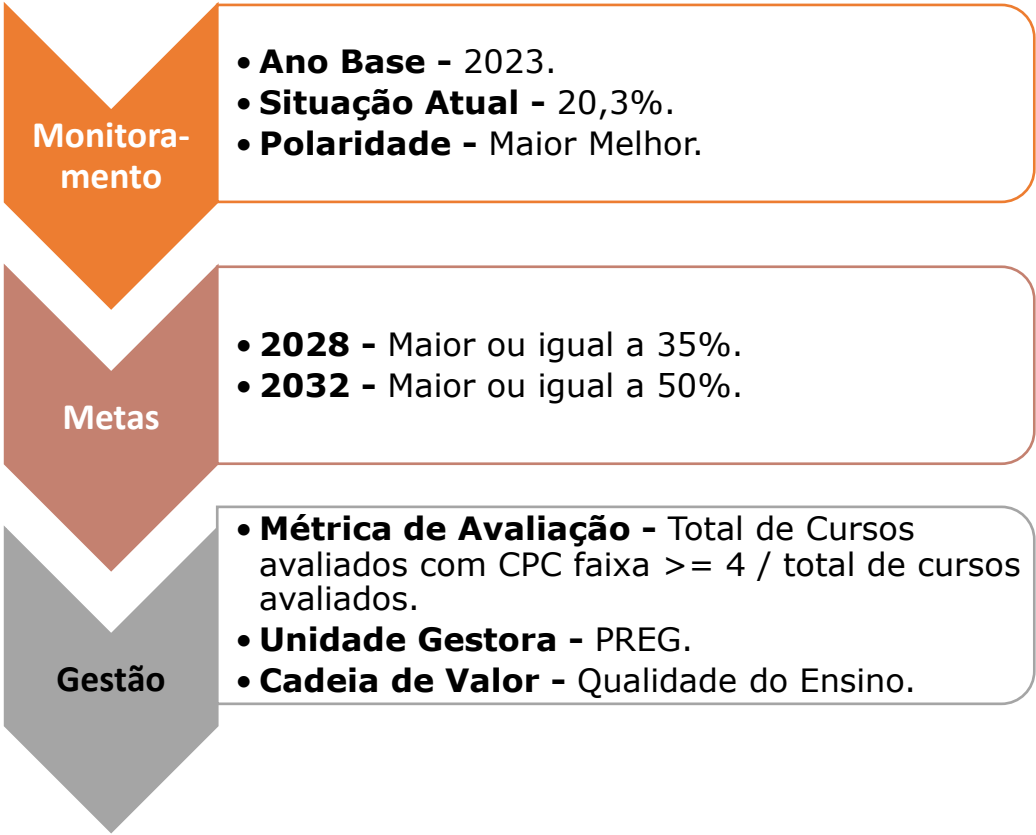 Monitora-
mento
• Ano Base - 2023.
• Situação Atual - 20,3%.
• Polaridade - Maior Melhor.
Metas
• 2028 - Maior ou igual a 35%.
• 2032 - Maior ou igual a 50%.
Gestão
• Métrica de Avaliação - Total de Cursos
avaliados com CPC faixa >= 4 / total de cursos
avaliados.
• Unidade Gestora - PREG.
• Cadeia de Valor - Qualidade do Ensino.